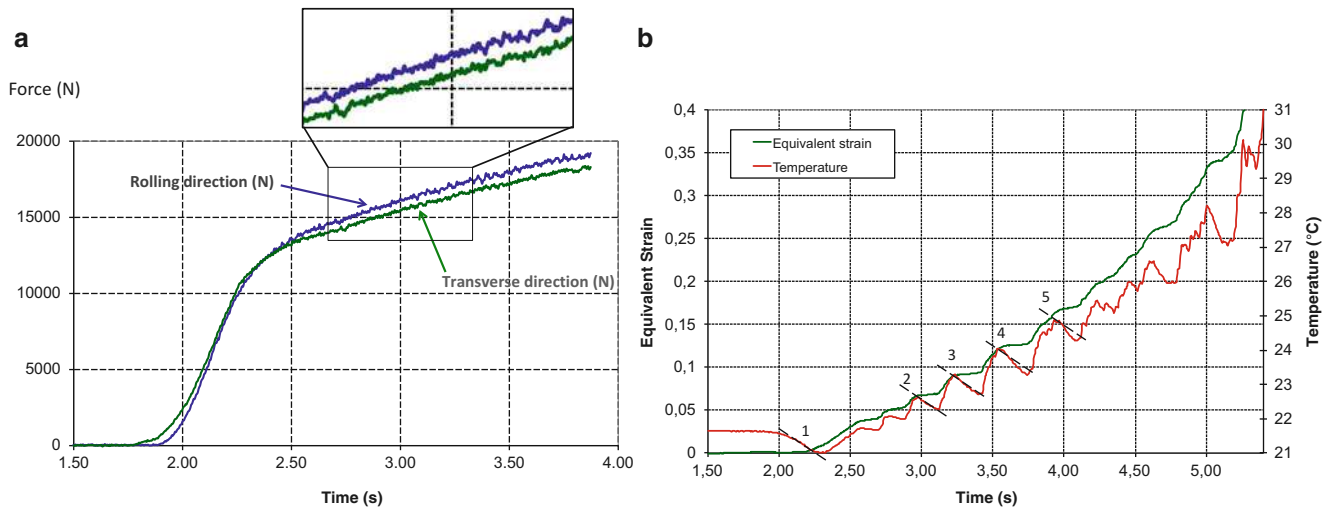 a
Force (N)
20000
15000
10000
5000
0
1.50 2.00 2.50 3.00 3.50 4.00
Time (s)
Rolling direction (N)
Transverse direction (N)
b
0,4
0,35
0,3
0,25
0,2
0,15
0,1
0,05
0
Equivalent Strain
Equivalent strain
Temperature
1
2
3
4
5
31
30
29
28
27
26
25
24
23
22
21
Temperature (°C)
1,50 2,00 2,50 3,00 3,50 4,00 4,50 5,00
Time (s)